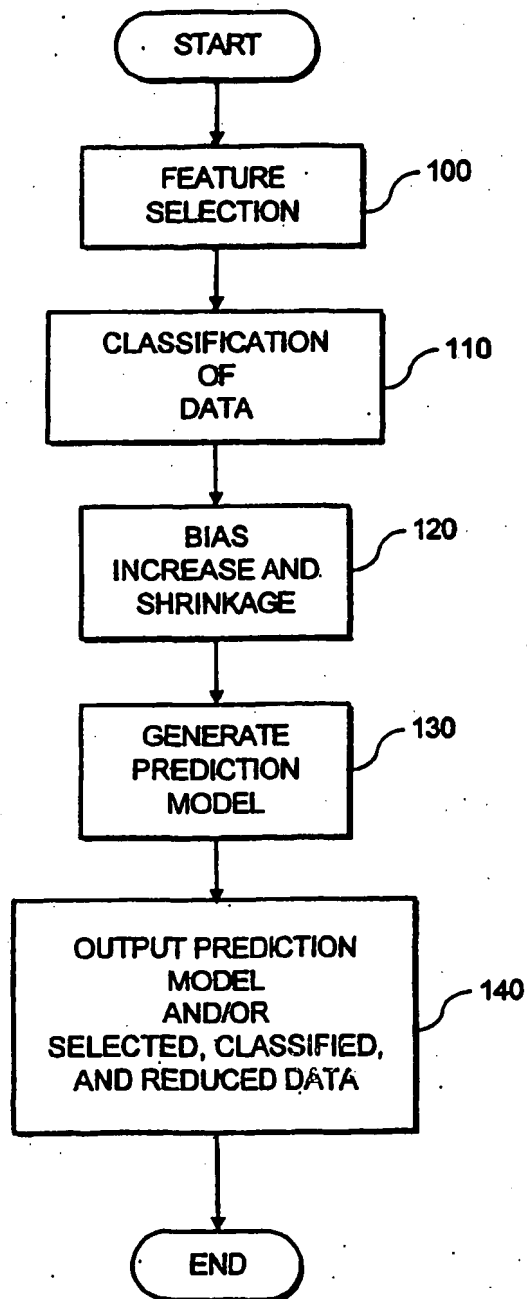 START
FEATURE
SELECTION
100
CLASSIFICATION
OF
DATA
110
BIAS
INCREASE AND
SHRINKAGE
120
GENERATE
PREDICTION
MODEL
130
OUTPUT PREDICTION
MODEL
AND/OR
SELECTED, CLASSIFIED,
AND REDUCED DATA
140
END